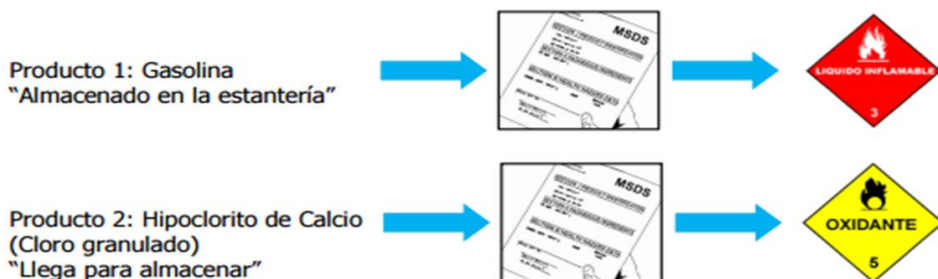 Producto 1: Gasolina
“Almacenado en la estantería”
MSDS
LIQUIDO INFLAMABLE
3
Producto 2: Hipoclorito de Calcio
(Cloro granulado)
“Llega para almacenar”
MSDS
OXIDANTE
5